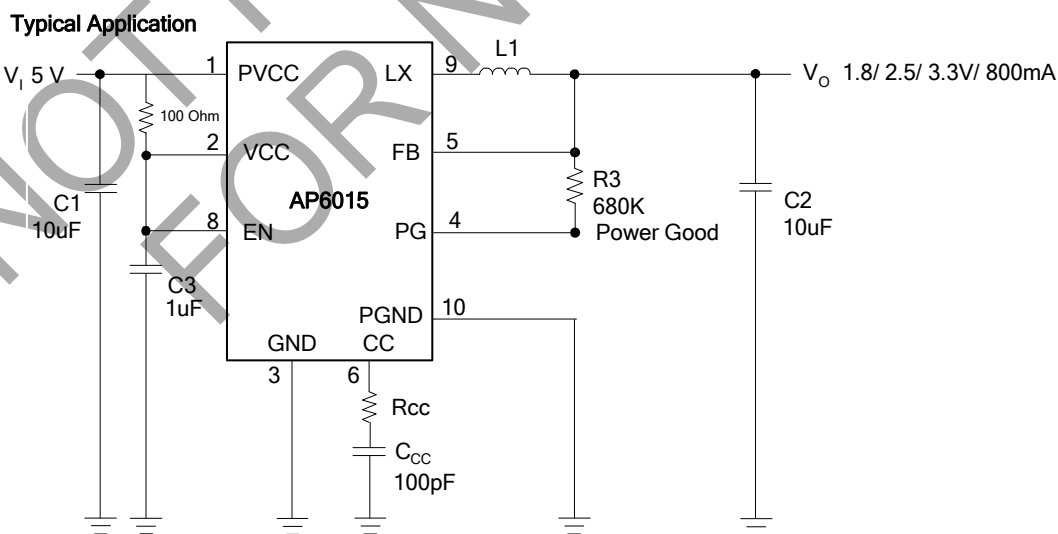 NOT
FOR N
Typical Application
V_I 5 V
1
PVCC
LX
9
L1
V_O 1.8/ 2.5/ 3.3V/ 800mA
100 Ohm
2
VCC
FB
5
C1
10uF
AP6015
R3
680K
C2
10uF
8
EN
PG
4
Power Good
C3
1uF
PGND
10
GND
CC
3
6
Rcc
C_CC
100pF